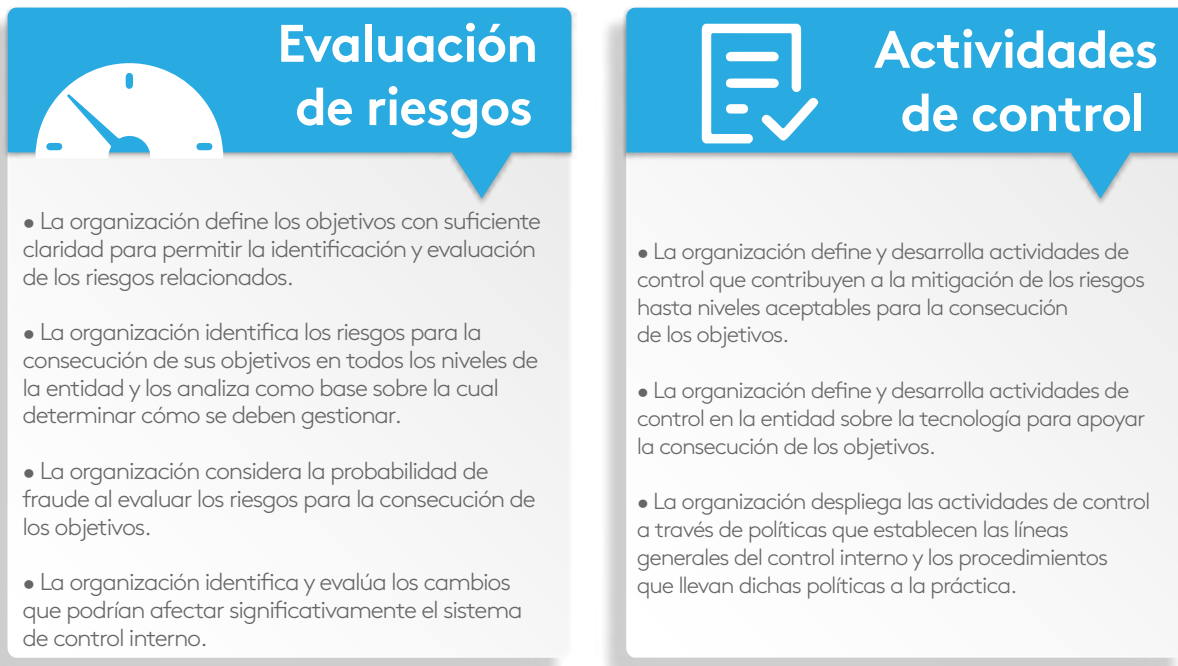 Evaluación
de riesgos
• La organización define los objetivos con suficiente
claridad para permitir la identificación y evaluación
de los riesgos relacionados.
• La organización identifica los riesgos para la
consecución de sus objetivos en todos los niveles de
la entidad y los analiza como base sobre la cual
determinar cómo se deben gestionar.
• La organización considera la probabilidad de
fraude al evaluar los riesgos para la consecución de
los objetivos.
• La organización identifica y evalúa los cambios
que podrían afectar significativamente el sistema
de control interno.
Actividades
de control
• La organización define y desarrolla actividades de
control que contribuyen a la mitigación de los riesgos
hasta niveles aceptables para la consecución
de los objetivos.
• La organización define y desarrolla actividades de
control en la entidad sobre la tecnología para apoyar
la consecución de los objetivos.
• La organización despliega las actividades de control
a través de políticas que establecen las líneas
generales del control interno y los procedimientos
que llevan dichas políticas a la práctica.